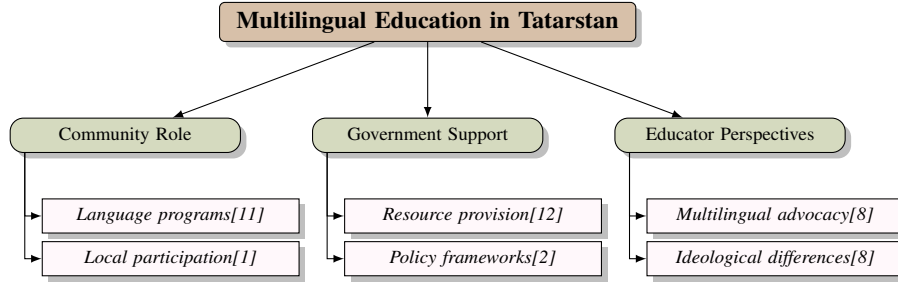 Multilingual Education in Tatarstan
Community Role
Government Support
Educator Perspectives
Language programs[11]
Resource provision[12]
Multilingual advocacy[8]
Local participation[1]
Policy frameworks[2]
Ideological differences[8]